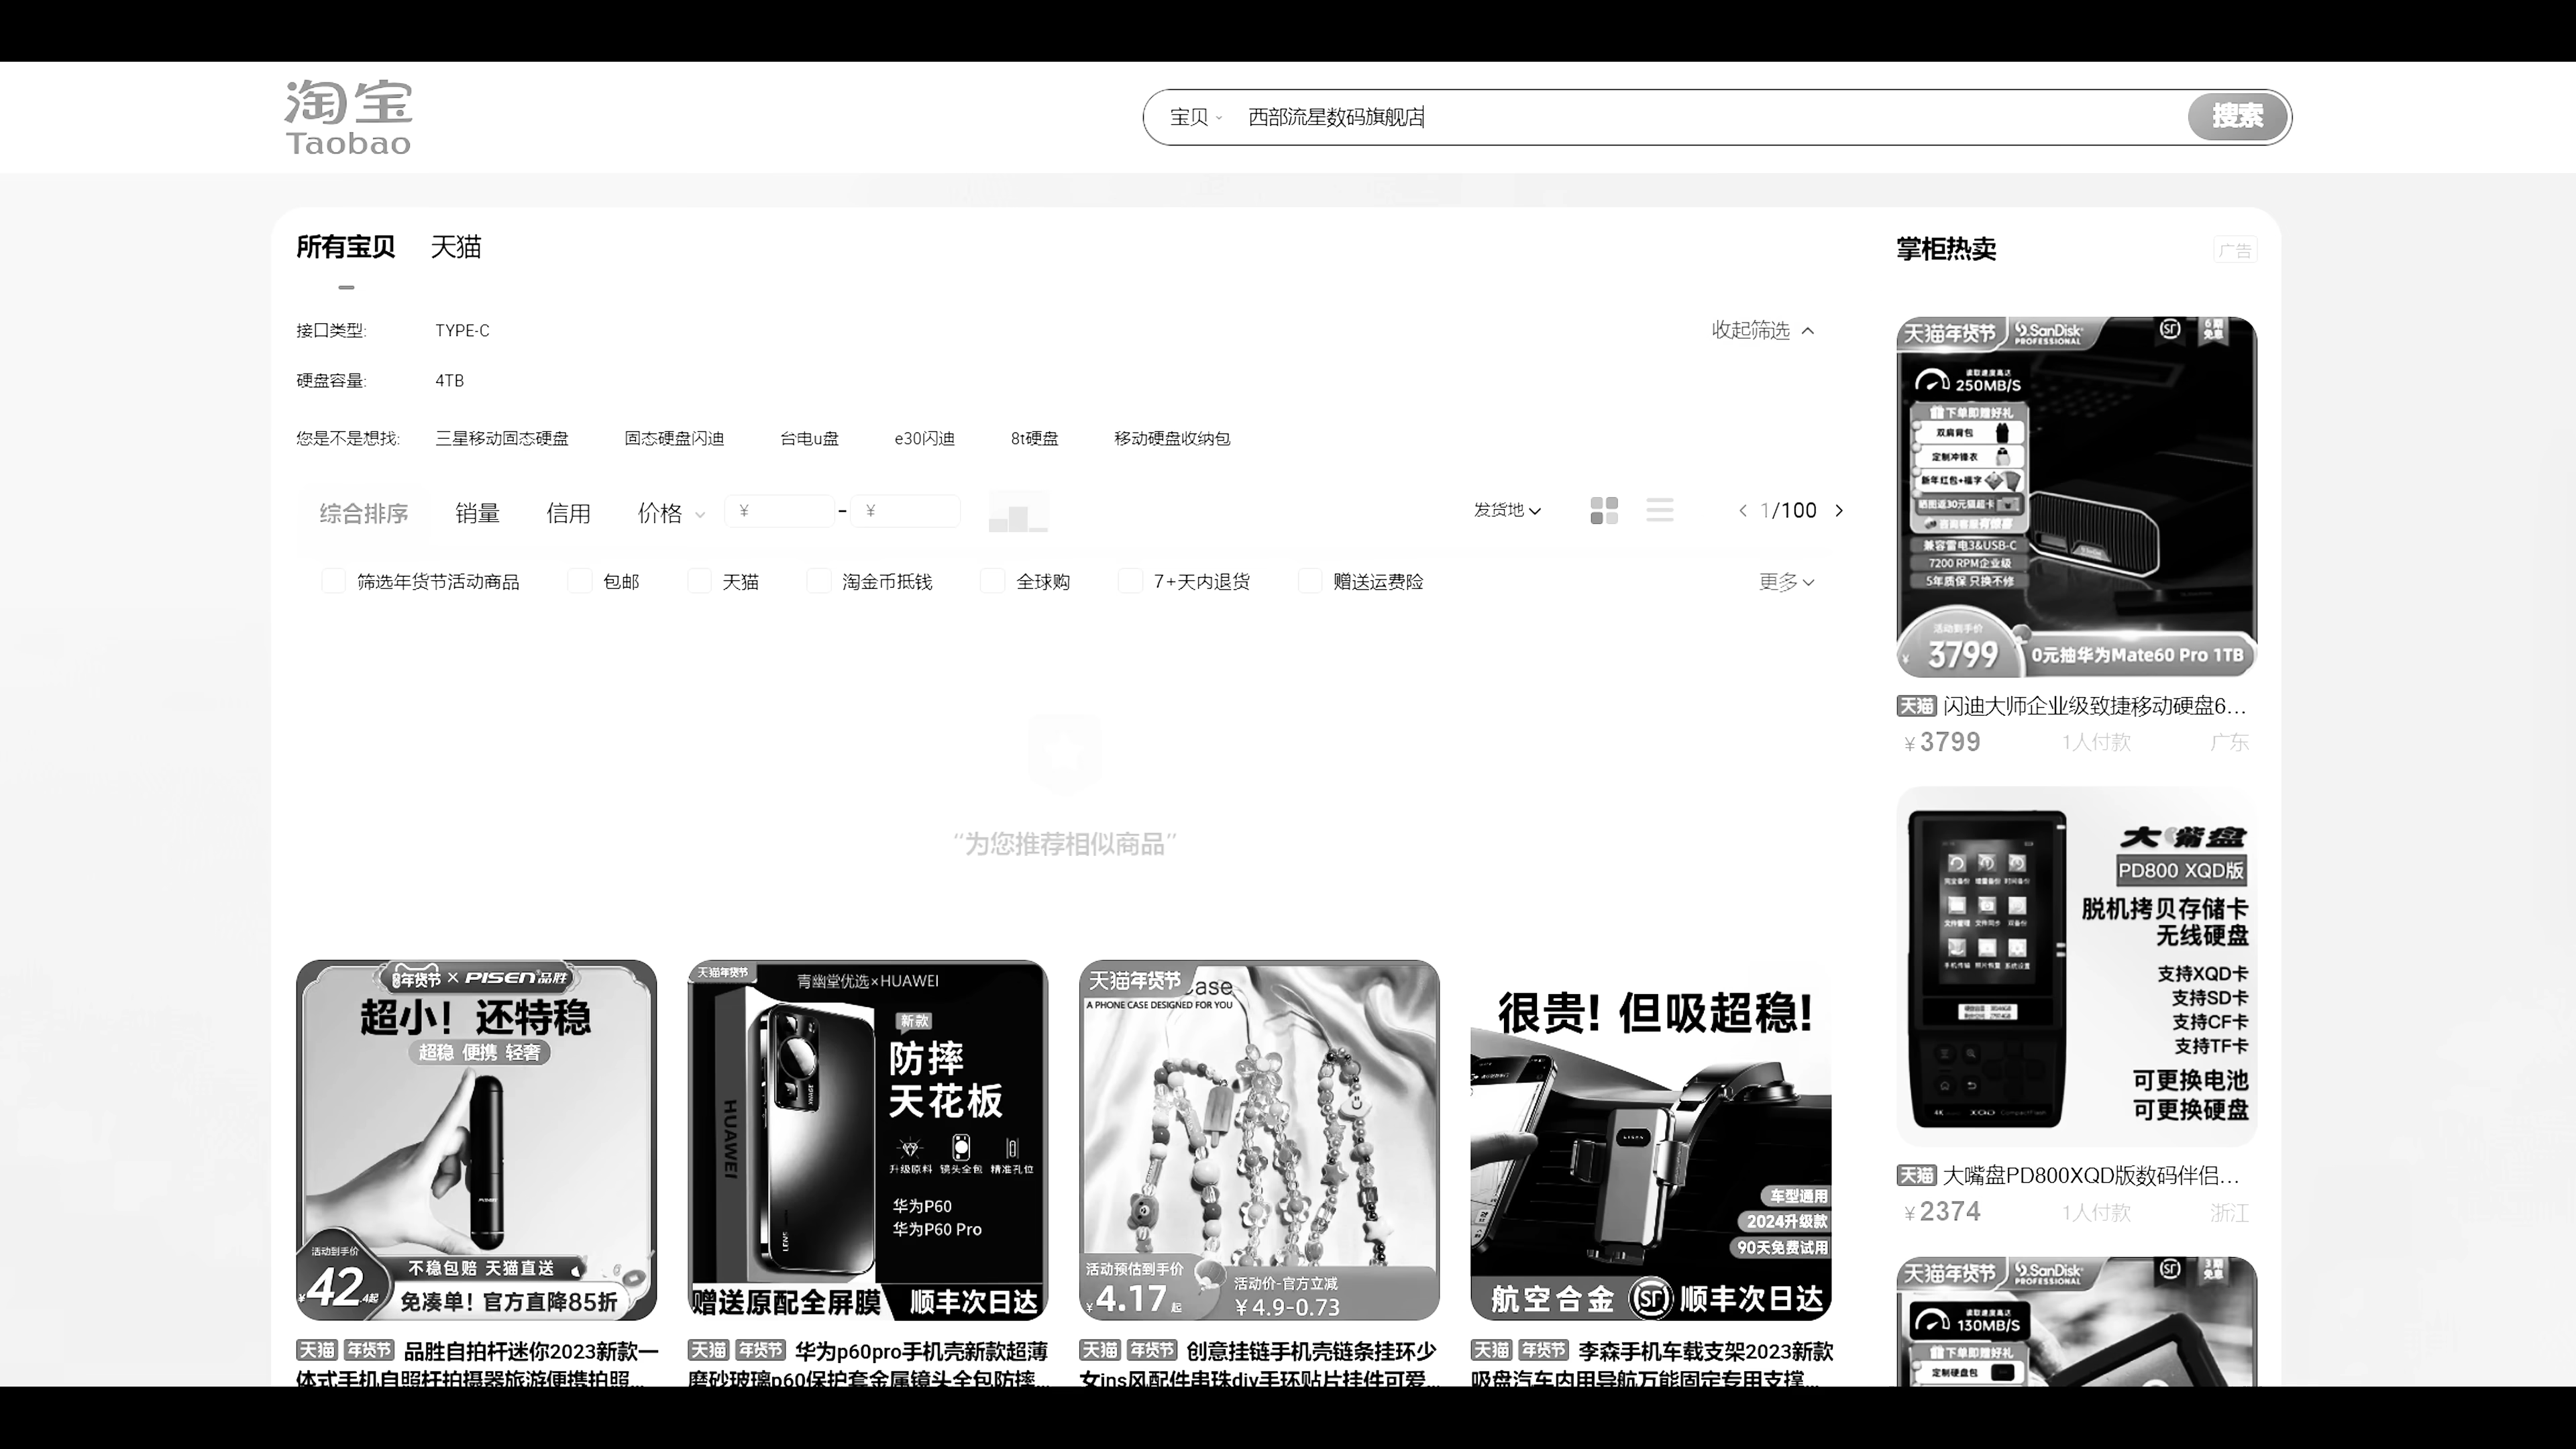 淘宝
Taobao
宝贝
西部流星数码旗舰店
搜索
所有宝贝
天猫
接口类型:
TYPE-C
收起筛选
硬盘容量:
4TB
您是不是想找:
三星移动固态硬盘
固态硬盘闪迪
台电u盘
e30闪迪
8t硬盘
移动硬盘收纳包
综合排序
销量
信用
价格
¥
-
¥
发货地
1/100
筛选年货节活动商品
包邮
天猫
淘金币抵钱
全球购
7+天内退货
赠送运费险
更多
“为您推荐相似商品”
年货节 × PISEN品胜
超小！还特稳
超稳 便携 轻奢
活动到手价
¥42.4起
不稳包赔 天猫直送
免凑单！官方直降85折
天猫 年货节 品胜自拍杆迷你2023新款一
体式手机自照杆拍摄器旅游便携拍照...
天猫年货节
青幽堂优选×HUAWEI
新款
防摔
天花板
升级原料 镜头全包 精准孔位
华为P60
华为P60 Pro
HUAWEI
赠送原配全屏膜
顺丰次日达
天猫 年货节 华为p60pro手机壳新款超薄
磨砂玻璃p60保护套金属镜头全包防摔...
天猫年货节
ase
A PHONE CASE DESIGNED FOR YOU
活动预估到手价
¥4.17起
活动价-官方立减
¥4.9-0.73
天猫 年货节 创意挂链手机壳链条挂环少
女ins风配件串珠diy手环贴片挂件可爱...
很贵！但吸超稳！
车型通用
2024升级款
90天免费试用
航空合金 SF 顺丰次日达
天猫 年货节 李森手机车载支架2023新款
吸盘汽车内用导航万能固定专用支撑...
掌柜热卖
广告
天猫年货节
SanDisk
PROFESSIONAL
6期
免息
读取速度高达
250MB/S
下单即赠好礼
双肩背包
定制冲锋衣
新年红包+福字
晒图返30元猫超卡
兼容雷电3&USB-C
7200 RPM企业级
5年质保 只换不修
活动到手价
¥3799
0元抽华为Mate60 Pro 1TB
天猫 闪迪大师企业级致捷移动硬盘6...
¥3799
1人付款
广东
大嘴盘
PD800 XQD版
脱机拷贝存储卡
无线硬盘
支持XQD卡
支持SD卡
支持CF卡
支持TF卡
可更换电池
可更换硬盘
天猫 大嘴盘PD800XQD版数码伴侣...
¥2374
1人付款
浙江
天猫年货节
SanDisk
PROFESSIONAL
3期
免息
读取速度高达
130MB/S
下单即赠好礼
定制硬盘包